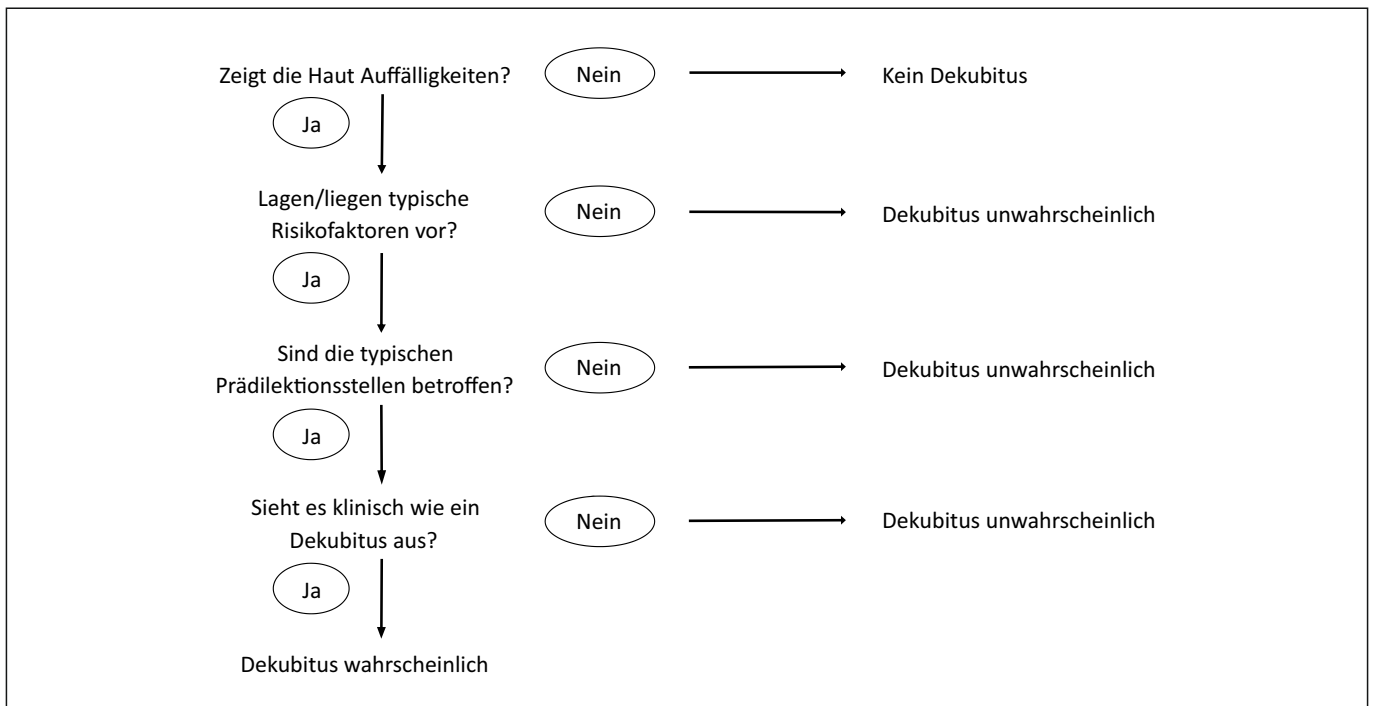 Zeigt die Haut Auffälligkeiten?
Nein
Kein Dekubitus
Ja
Lagen/liegen typische
Risikofaktoren vor?
Nein
Dekubitus unwahrscheinlich
Ja
Sind die typischen
Prädilektionsstellen betroffen?
Nein
Dekubitus unwahrscheinlich
Ja
Sieht es klinisch wie ein
Dekubitus aus?
Nein
Dekubitus unwahrscheinlich
Ja
Dekubitus wahrscheinlich